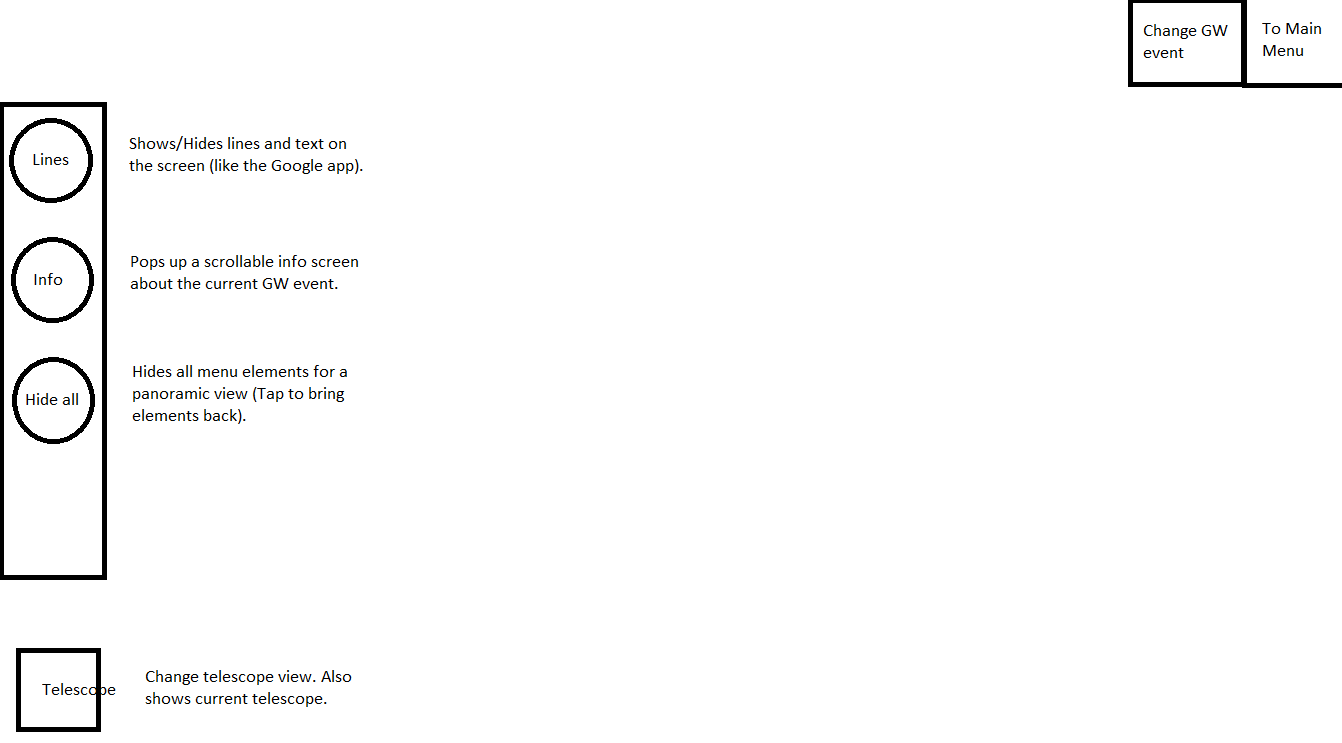 Change GW
event
To Main
Menu
Lines
Shows/Hides lines and text on
the screen (like the Google app).
Info
Pops up a scrollable info screen
about the current GW event.
Hide all
Hides all menu elements for a
panoramic view (Tap to bring
elements back).
Telescope
Change telescope view. Also
shows current telescope.